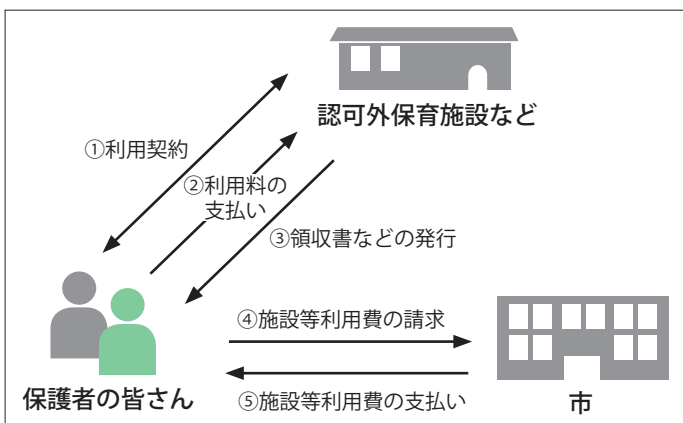 認可外保育施設など
①利用契約
②利用料の
支払い
③領収書などの発行
④施設等利用費の請求
保護者の皆さん
⑤施設等利用費の支払い
市